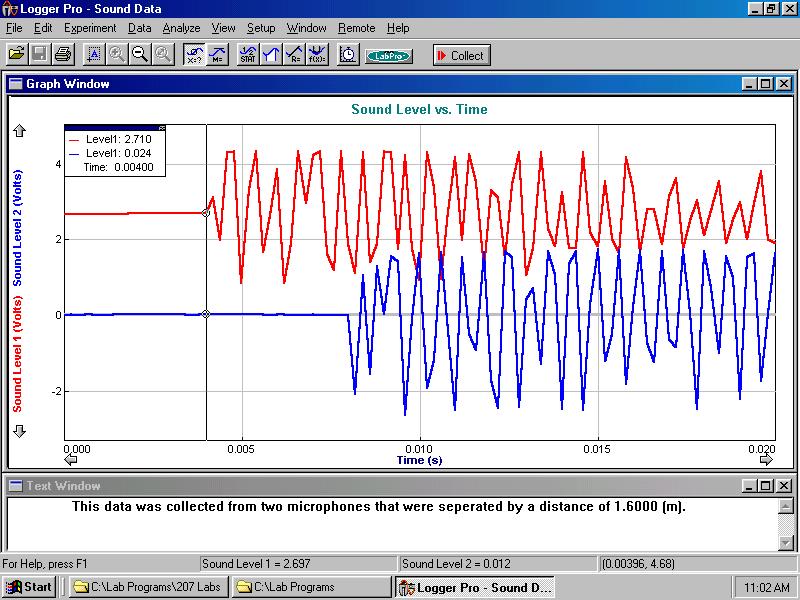 Logger Pro - Sound Data
File Edit Experiment Data Analyze View Setup Window Remote Help
X=? M= STAT R= f(x)= LabPro Collect
Graph Window
Sound Level vs. Time
Level1: 2.710
Level1: 0.024
Time: 0.00400
Sound Level 1 (Volts) Sound Level 2 (Volts)
4
2
0
-2
0.000 0.005 0.010 0.015 0.020
Time (s)
Text Window
This data was collected from two microphones that were seperated by a distance of 1.6000 (m).
For Help, press F1 Sound Level 1 = 2.697 Sound Level 2 = 0.012 (0.00396, 4.68)
Start C:\Lab Programs\207 Labs C:\Lab Programs Logger Pro - Sound D... 11:02 AM